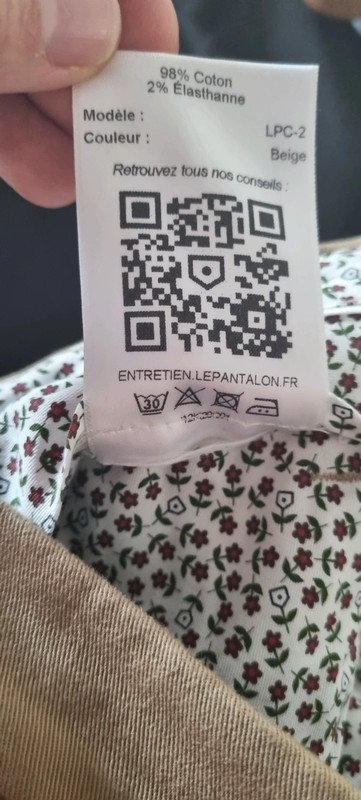 98% Coton
2% Élasthanne
Modèle : LPC-2
Couleur : Beige
Retrouvez tous nos conseils :
ENTRETIEN.LEPANTALON.FR
30